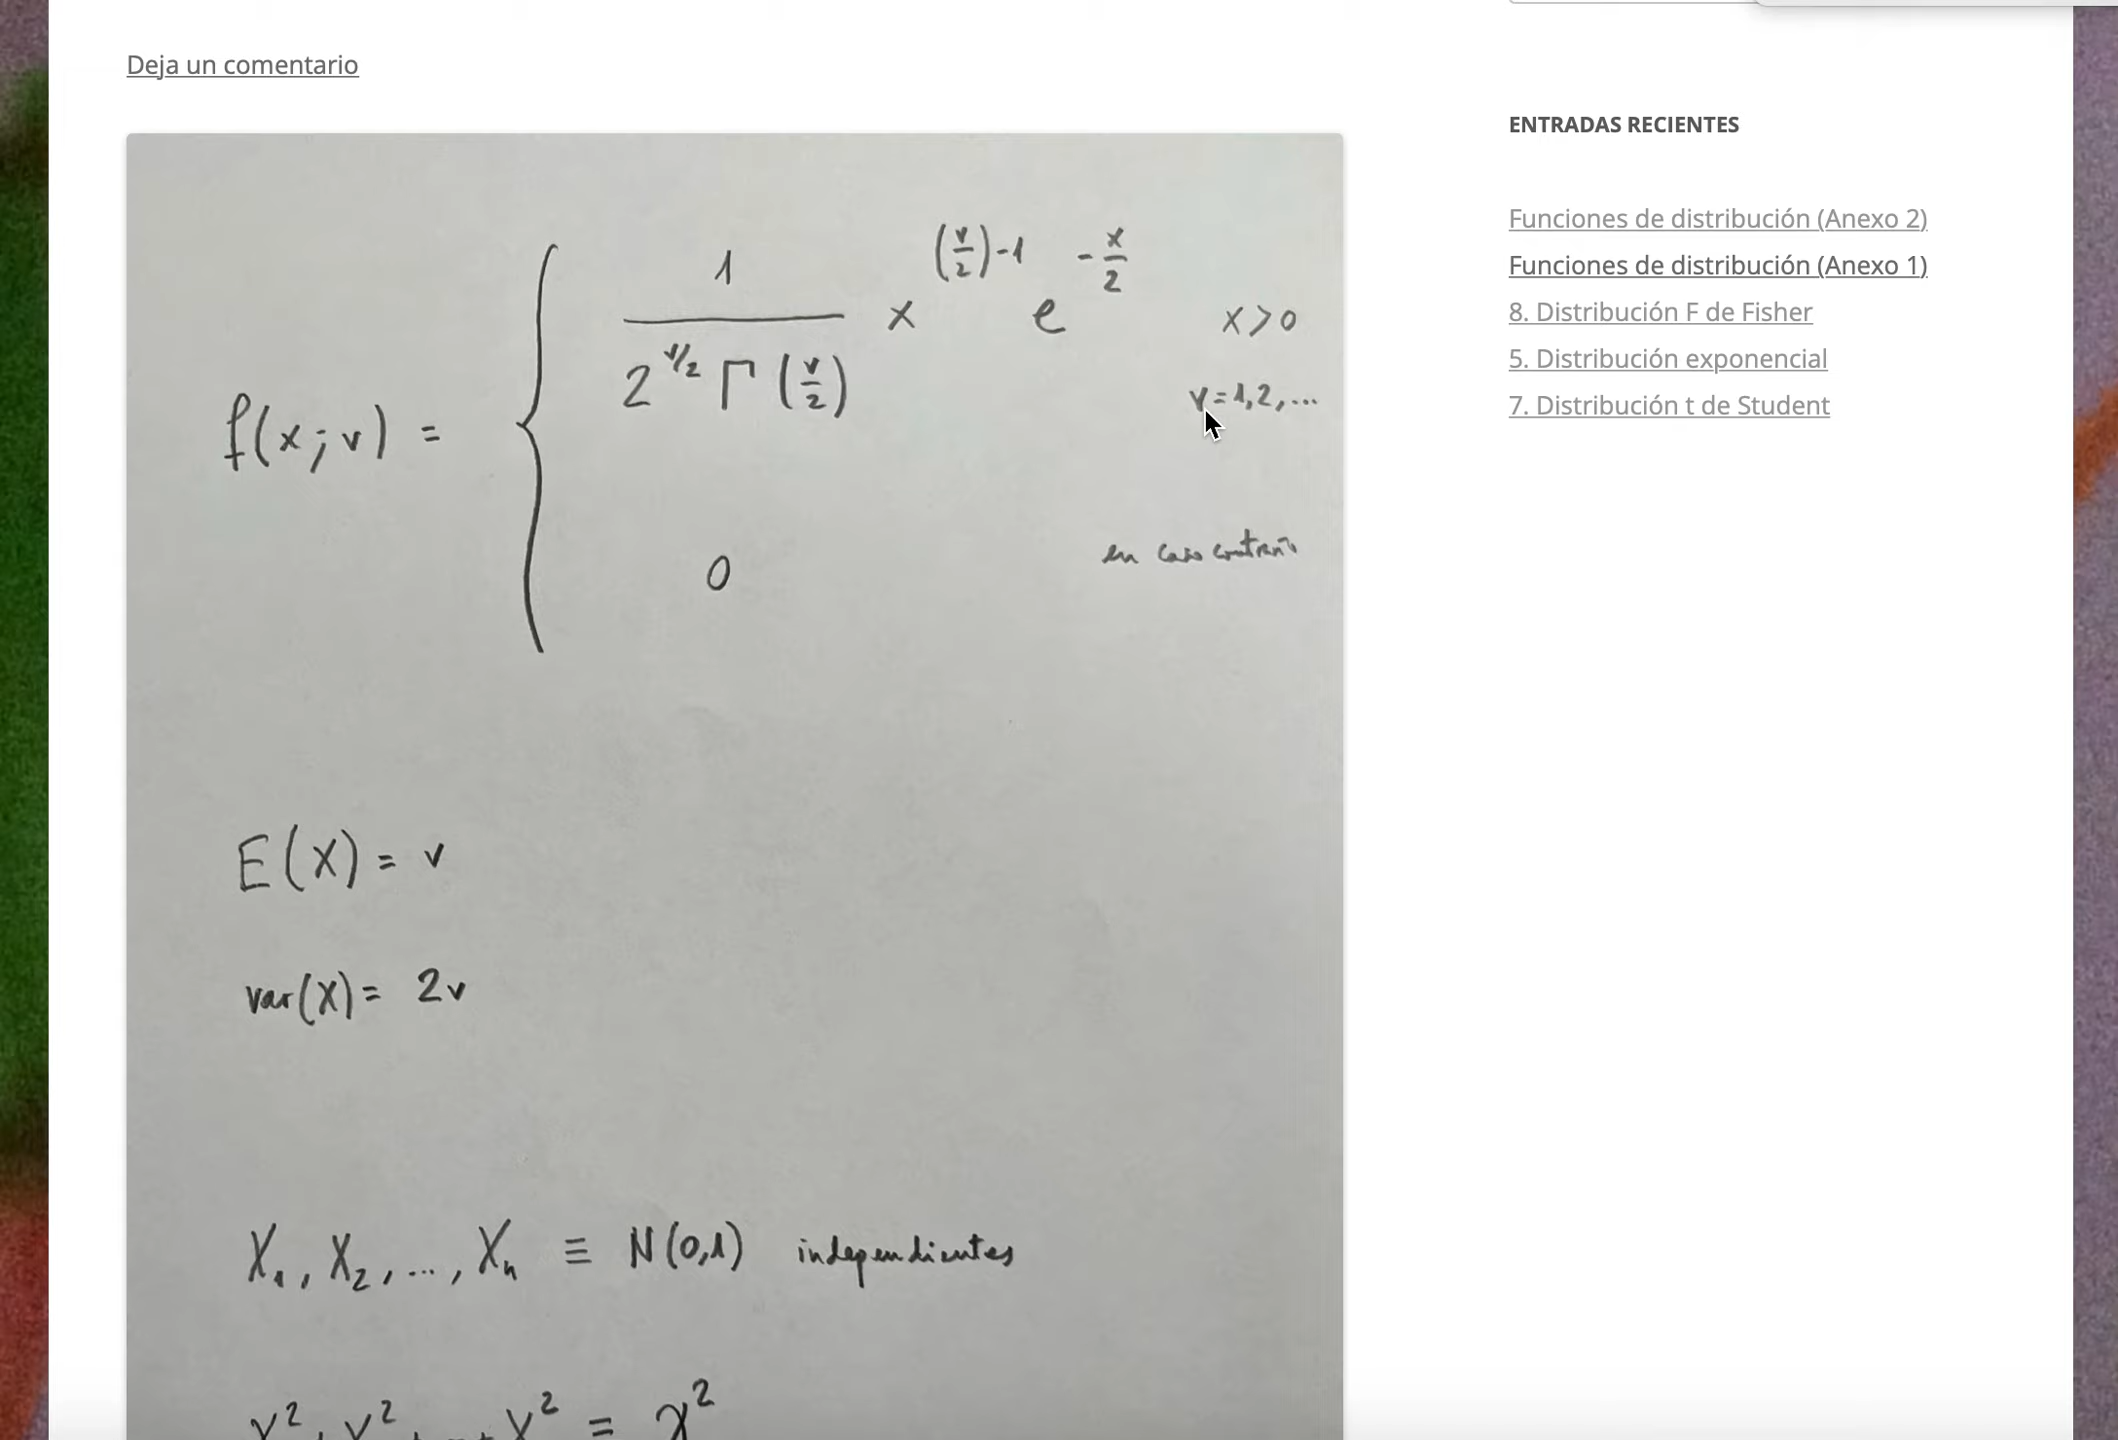 Deja un comentario
f(x; ν) = { 1 / (2^(ν/2) Γ(ν/2)) x^((ν/2)-1) e^(-x/2) x > 0
ν = 1,2,...
0 en caso contrario
E(X) = ν
var(X) = 2ν
X₁, X₂, ..., Xₙ ≡ N(0,1) independientes
ENTRADAS RECIENTES
Funciones de distribución (Anexo 2)
Funciones de distribución (Anexo 1)
8. Distribución F de Fisher
5. Distribución exponencial
7. Distribución t de Student